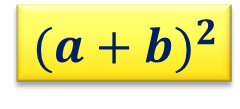 (a + b)²